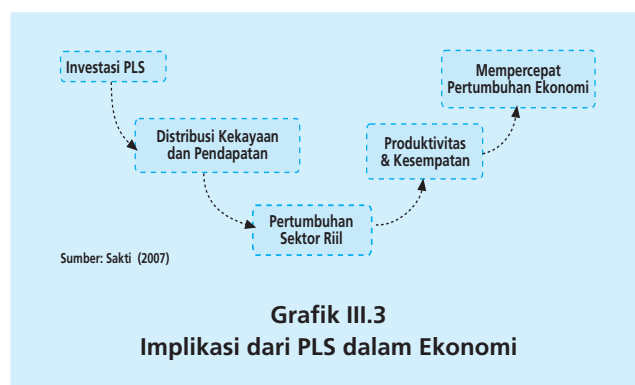 Investasi PLS
Distribusi Kekayaan
dan Pendapatan
Pertumbuhan
Sektor Riil
Produktivitas
& Kesempatan
Mempercepat
Pertumbuhan Ekonomi
Sumber: Sakti (2007)
Grafik III.3
Implikasi dari PLS dalam Ekonomi